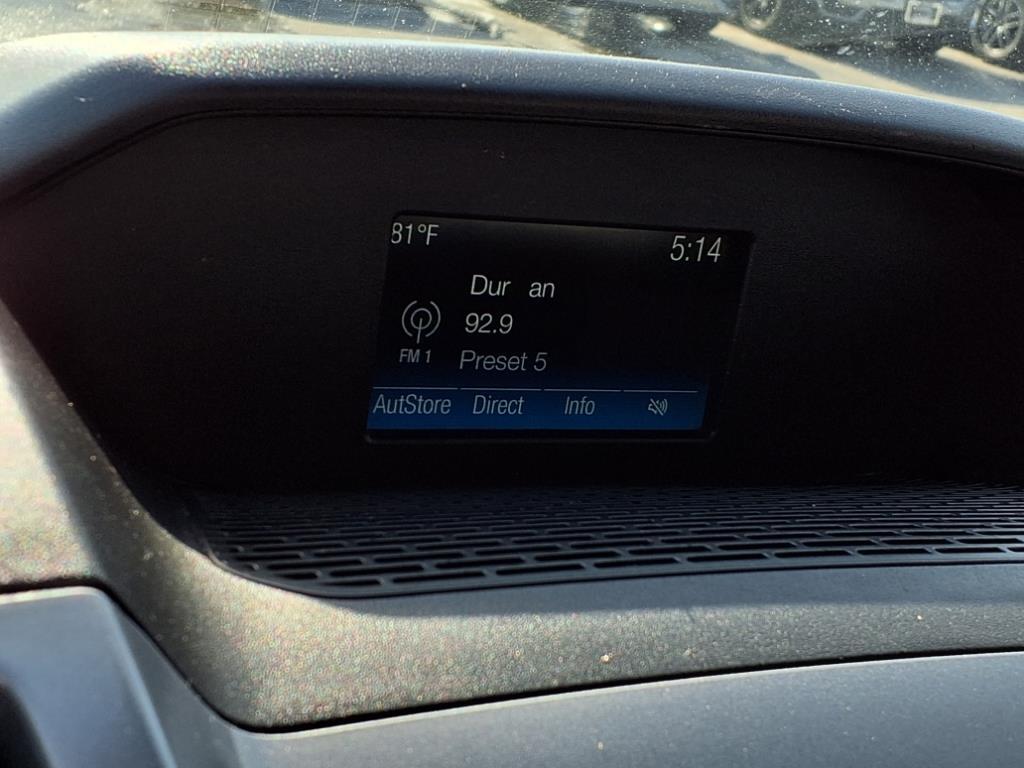 81°F 5:14
Dur an
92.9
FM 1 Preset 5
AutStore Direct Info